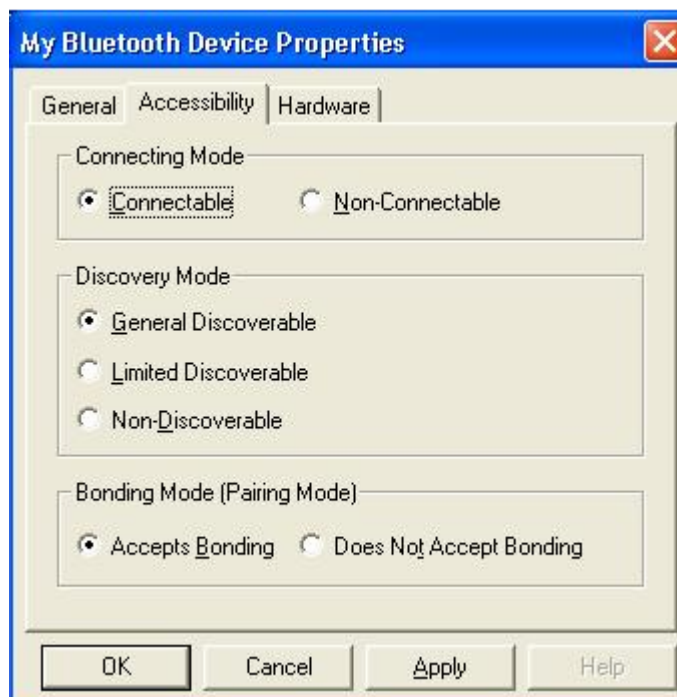 My Bluetooth Device Properties
General Accessibility Hardware
Connecting Mode
Connectable Non-Connectable
Discovery Mode
General Discoverable
Limited Discoverable
Non-Discoverable
Bonding Mode (Pairing Mode)
Accepts Bonding Does Not Accept Bonding
OK Cancel Apply Help